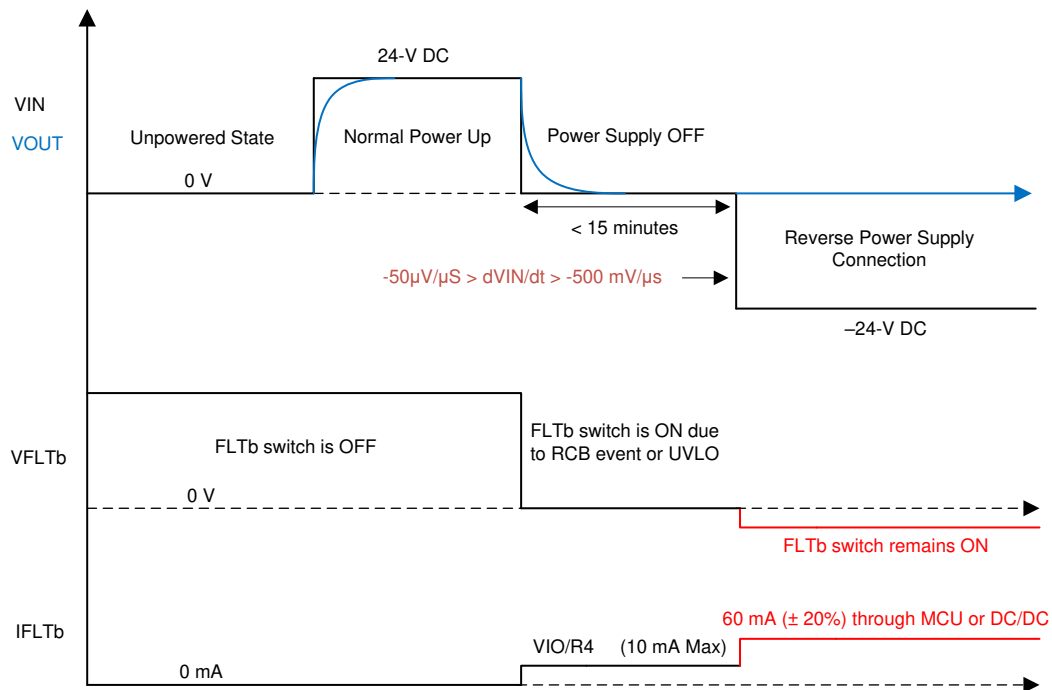 24-V DC
VIN
VOUT
Unpowered State
Normal Power Up
Power Supply OFF
0 V
< 15 minutes
Reverse Power Supply
Connection
-50µV/µS > dVIN/dt > -500 mV/µs
–24-V DC
VFLTb
FLTb switch is OFF
FLTb switch is ON due
to RCB event or UVLO
0 V
FLTb switch remains ON
IFLTb
60 mA (± 20%) through MCU or DC/DC
VIO/R4 (10 mA Max)
0 mA